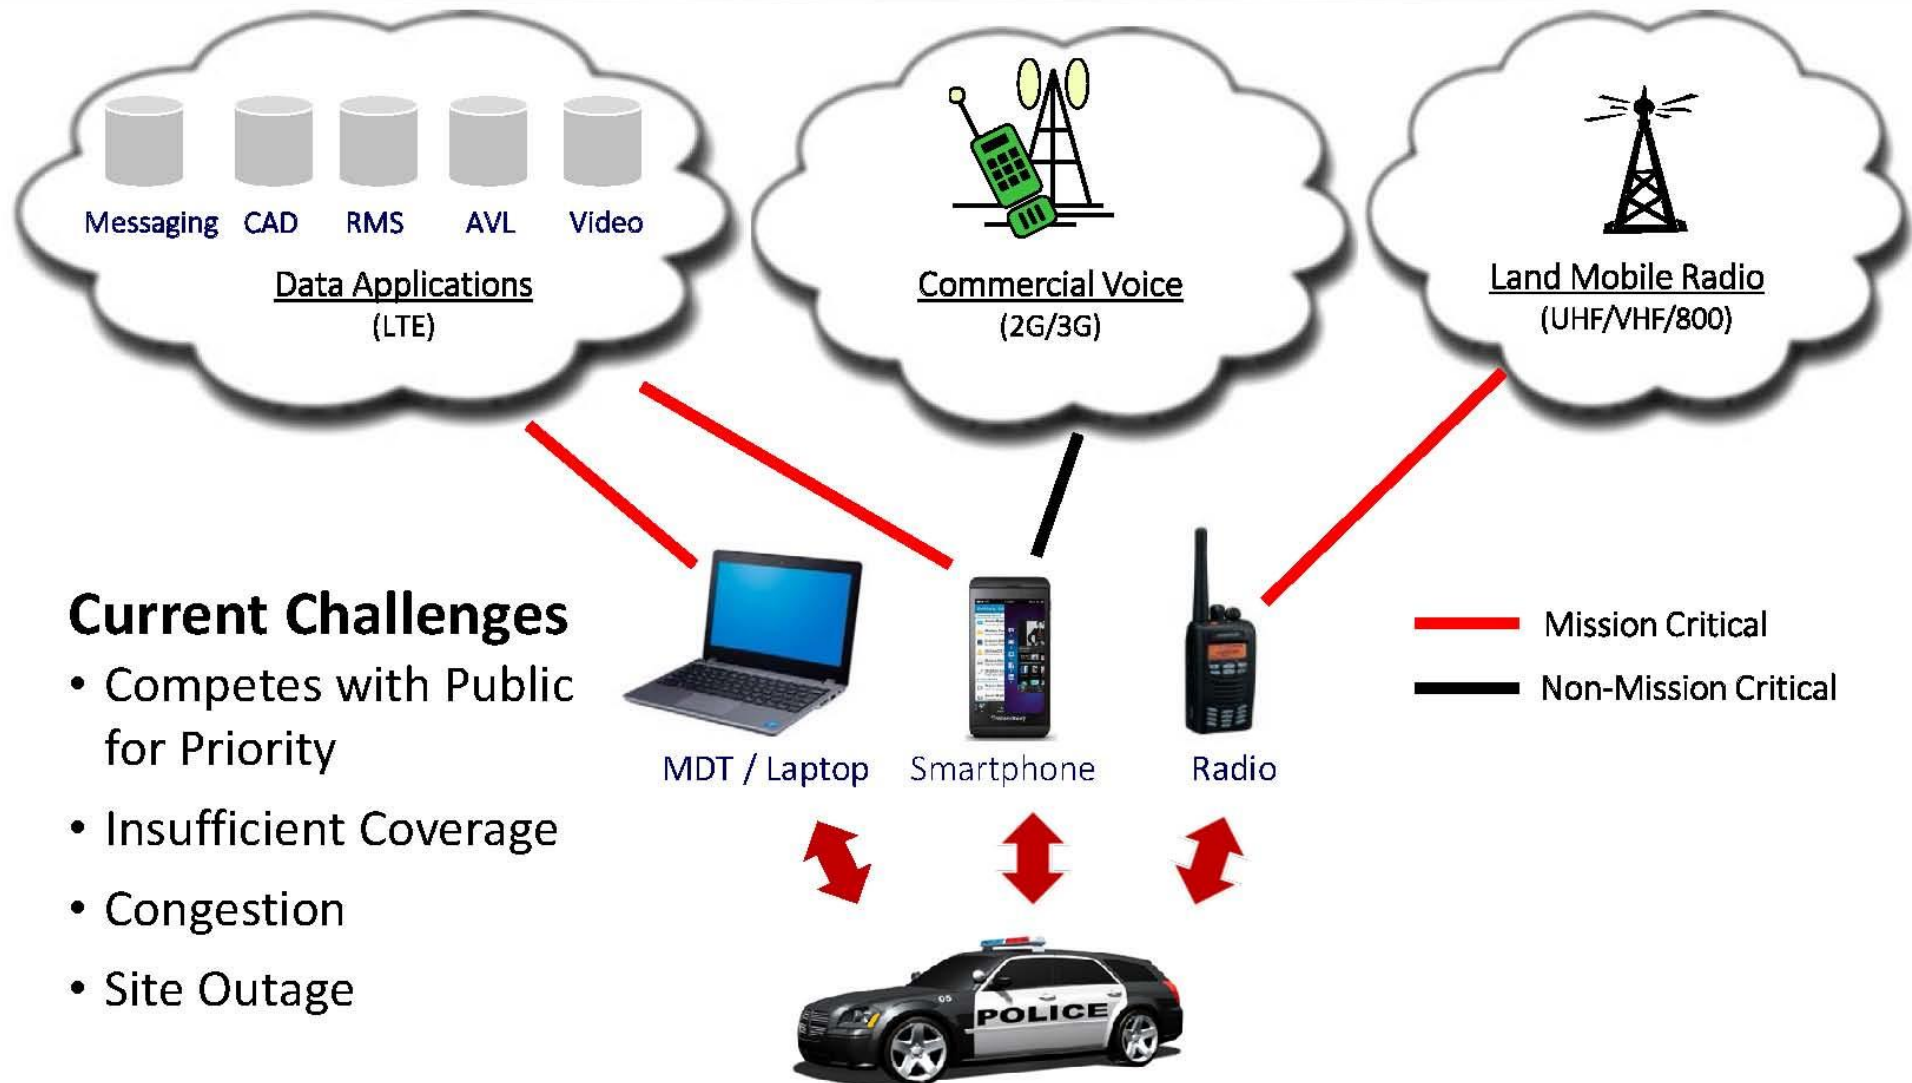 Messaging CAD RMS AVL Video
Data Applications
(LTE)
Commercial Voice
(2G/3G)
Land Mobile Radio
(UHF/VHF/800)
Current Challenges
• Competes with Public
for Priority
• Insufficient Coverage
• Congestion
• Site Outage
Mission Critical
Non-Mission Critical
MDT / Laptop Smartphone Radio
05
POLICE